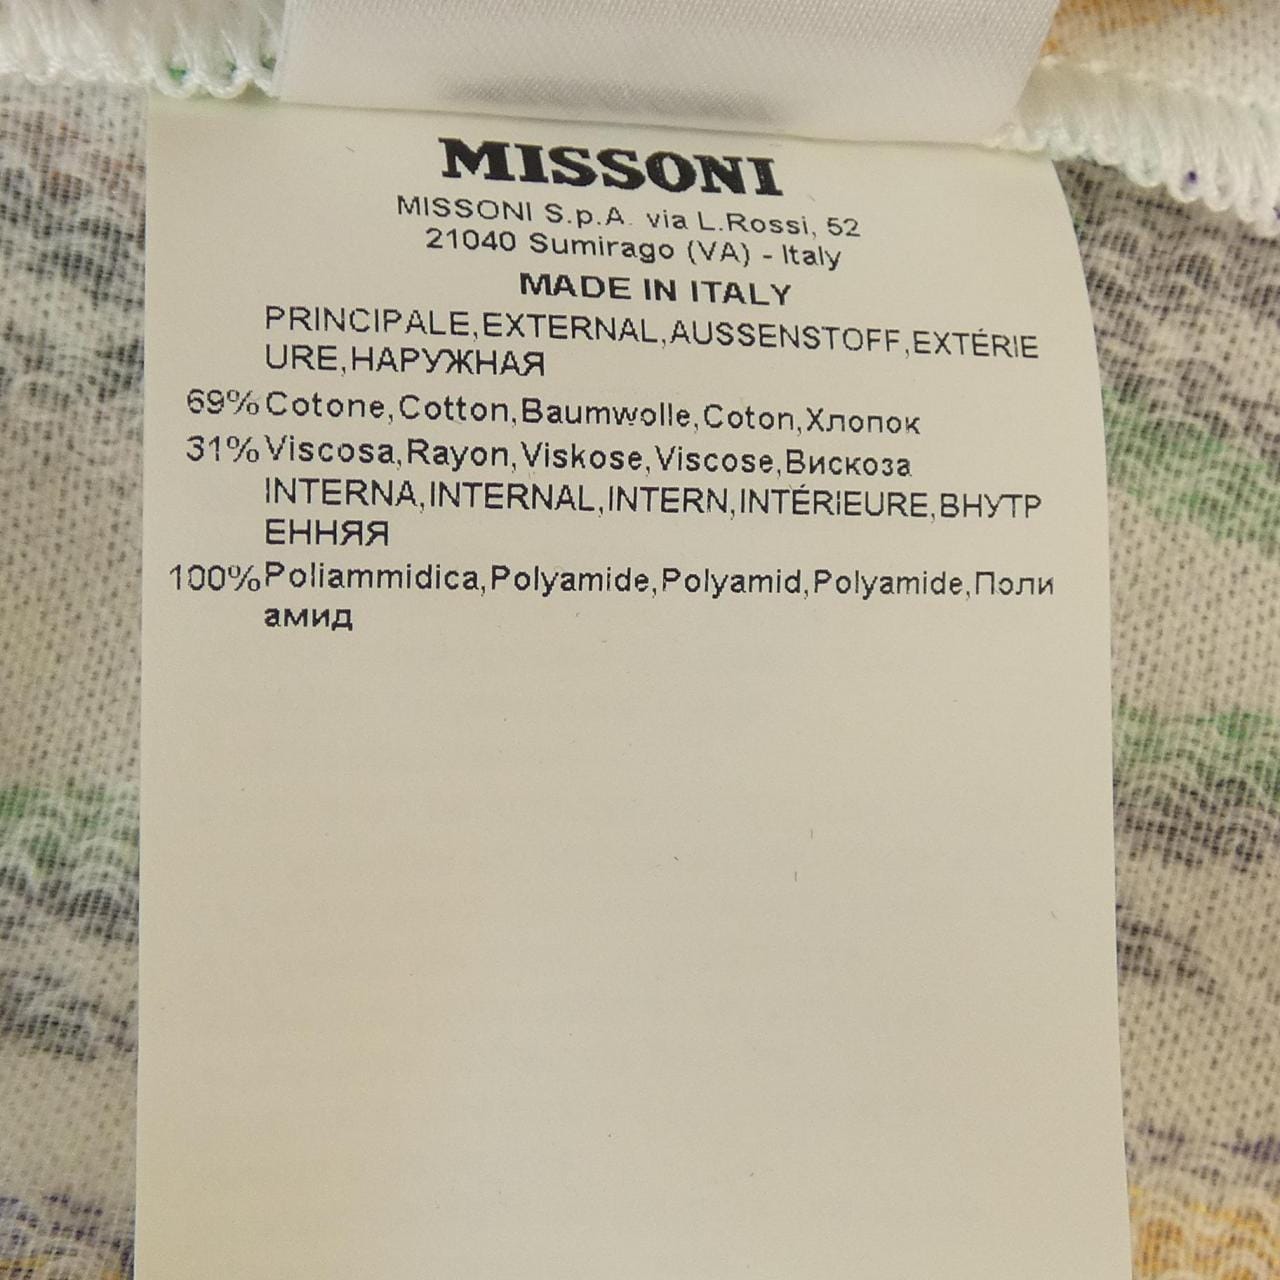 MISSONI
MISSONI S.p.A. via L.Rossi, 52
21040 Sumirago (VA) - Italy
MADE IN ITALY
PRINCIPALE,EXTERNAL,AUSSENSTOFF,EXTÉRIE
URE,НАРУЖНАЯ
69% Cotone,Cotton,Baumwolle,Coton,Хлопок
31% Viscosa,Rayon,Viskose,Viscose,Вискоза
INTERNA,INTERNAL,INTERN,INTÉRIEURE,ВНУТР
ЕННЯЯ
100% Poliammidica,Polyamide,Polyamid,Polyamide,Поли
амид